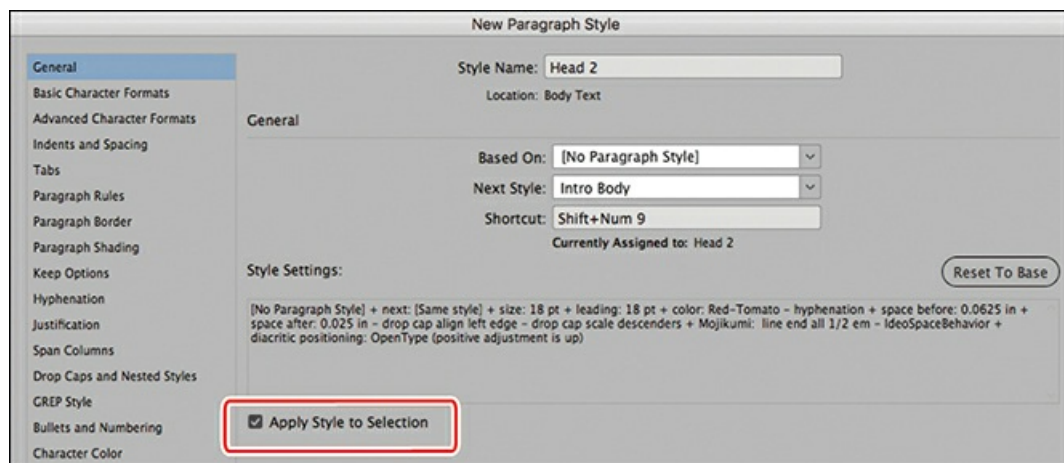 New Paragraph Style
General
Basic Character Formats
Advanced Character Formats
Indents and Spacing
Tabs
Paragraph Rules
Paragraph Border
Paragraph Shading
Keep Options
Hyphenation
Justification
Span Columns
Drop Caps and Nested Styles
GREP Style
Bullets and Numbering
Character Color
Style Name: Head 2
Location: Body Text
General
Based On: [No Paragraph Style]
Next Style: Intro Body
Shortcut: Shift+Num 9
Currently Assigned to: Head 2
Style Settings:
Reset To Base
[No Paragraph Style] + next: [Same style] + size: 18 pt + leading: 18 pt + color: Red-Tomato - hyphenation + space before: 0.0625 in +
space after: 0.025 in - drop cap align left edge - drop cap scale descenders + Mojikumi: line end all 1/2 em - IdeoSpaceBehavior +
diacritic positioning: OpenType (positive adjustment is up)
Apply Style to Selection